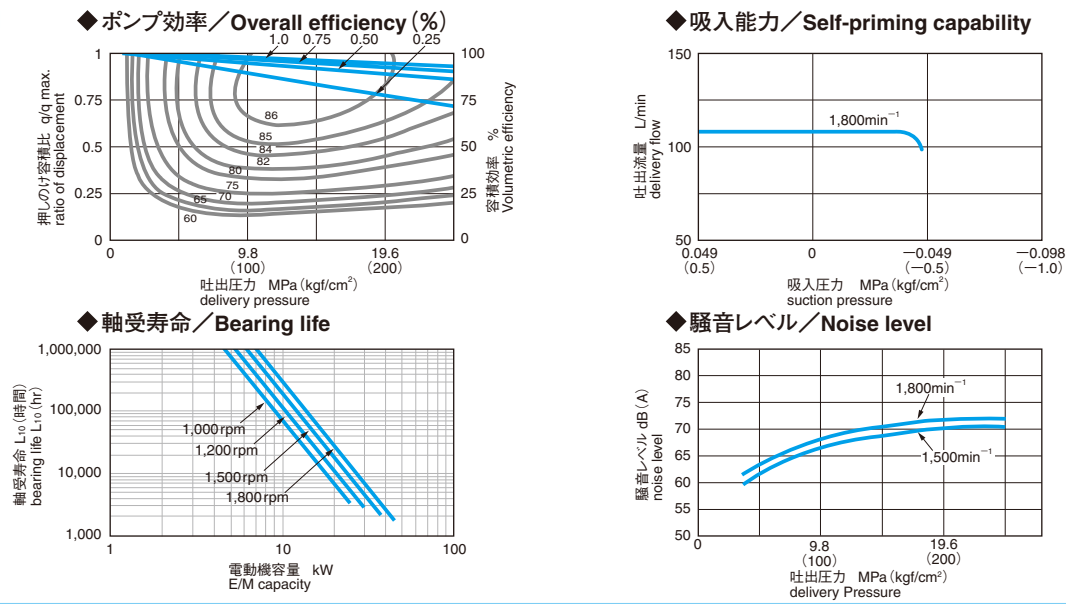 ◆ポンプ効率／Overall efficiency（%）
1.0 0.75 0.50 0.25
押しのけ容積比 q/q max.
ratio of displacement
1
0.75
0.5
0.25
0
86
85
84
82
80
75
70
65
60
100
75
50
25
0
容積効率 %
Volumetric efficiency
0 9.8 19.6
（100） （200）
吐出圧力 MPa（kgf/cm²）
delivery pressure
◆吸入能力／Self-priming capability
吐出流量 L/min
delivery flow
150
100
50
1,800min⁻¹
0.049 0 －0.049 －0.098
（0.5） （－0.5） （－1.0）
吸入圧力 MPa（kgf/cm²）
suction pressure
◆軸受寿命／Bearing life
軸受寿命 L₁₀（時間）
bearing life L₁₀（hr）
1,000,000
100,000
10,000
1,000
1,000rpm
1,200rpm
1,500rpm
1,800rpm
1 10 100
電動機容量 kW
E/M capacity
◆騒音レベル／Noise level
騒音レベル dB（A）
noise level
85
80
75
70
65
60
55
50
1,800min⁻¹
1,500min⁻¹
0 9.8 19.6
（100） （200）
吐出圧力 MPa（kgf/cm²）
delivery Pressure